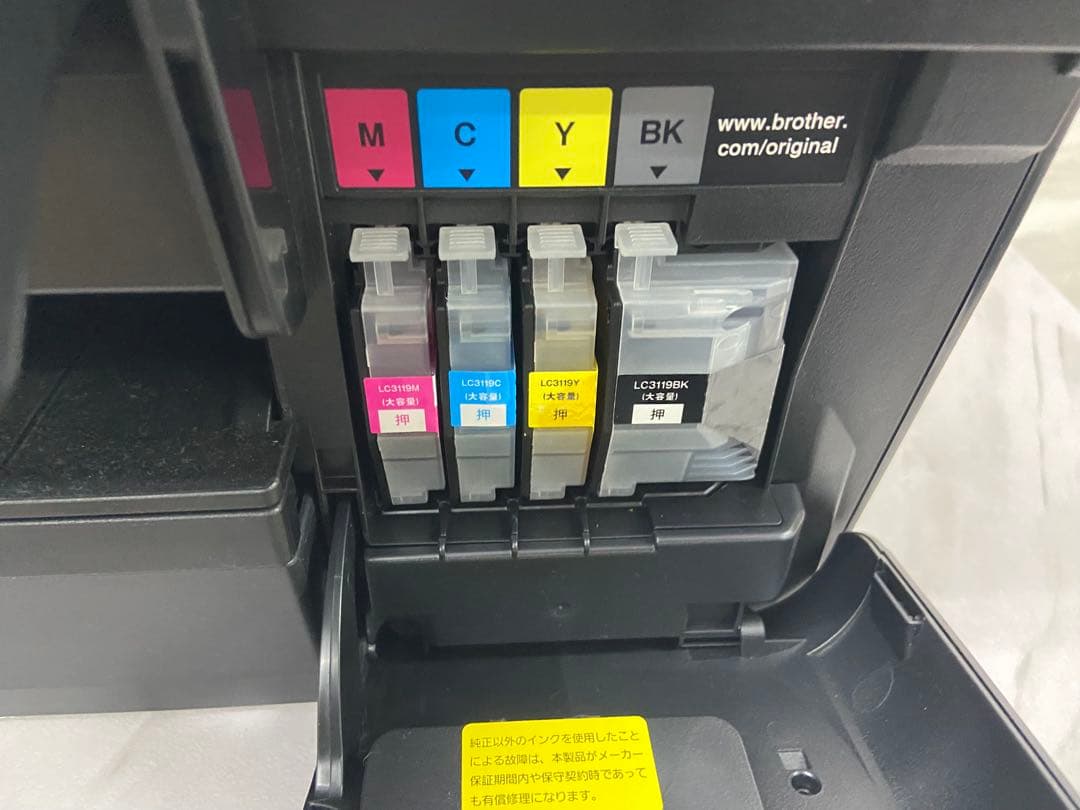 M
C
Y
BK
www.brother.
com/original
LC3119M
(大容量)
押
LC3119C
(大容量)
押
LC3119Y
(大容量)
押
LC3119BK
(大容量)
押
純正以外のインクを使用したこと
による故障は、本製品がメーカー
保証期間内や保守契約時であって
も有償修理になります。